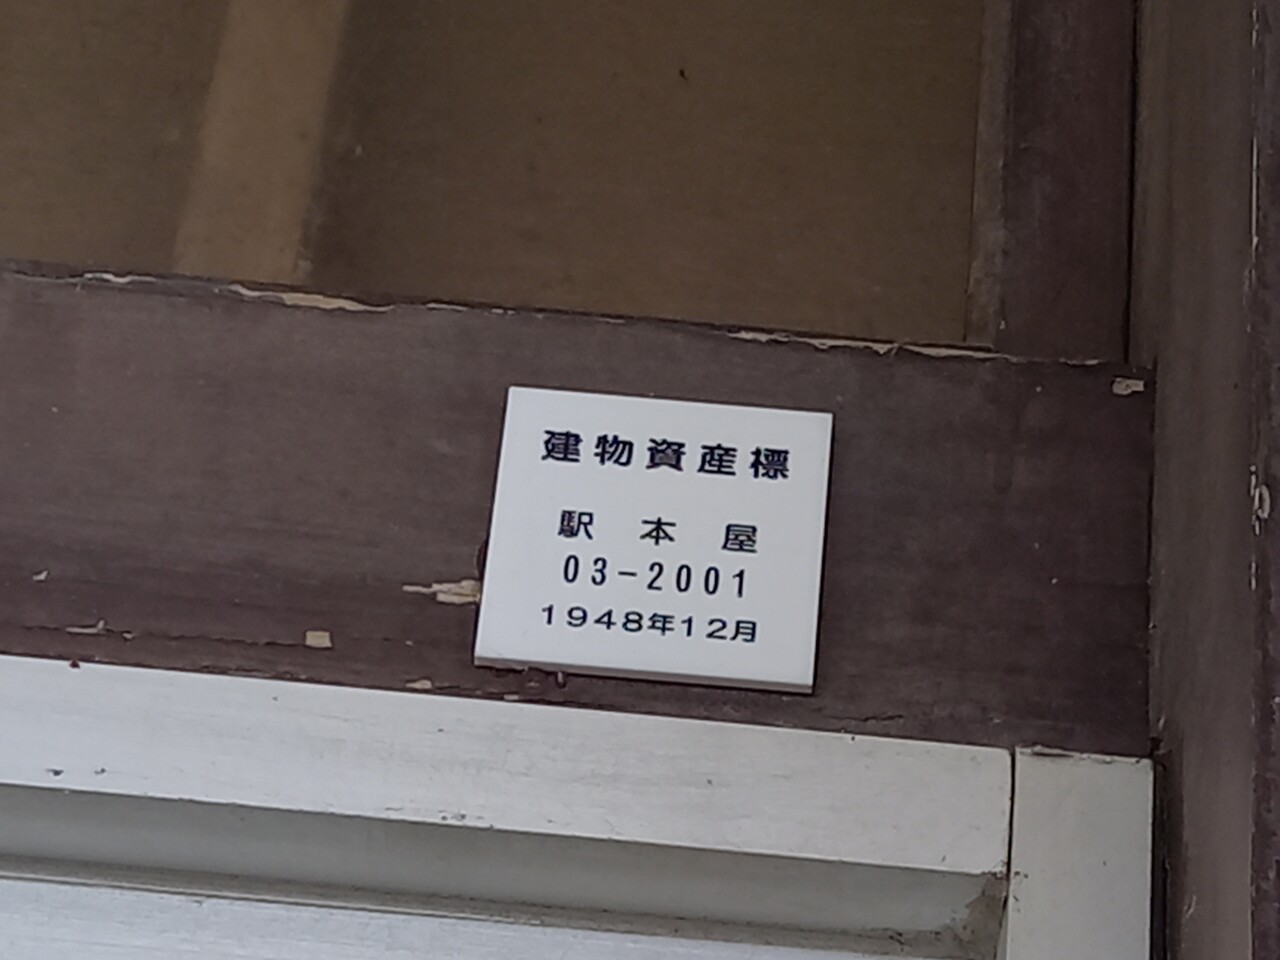 建物資産標
駅 本 屋
03-2001
1948年12月